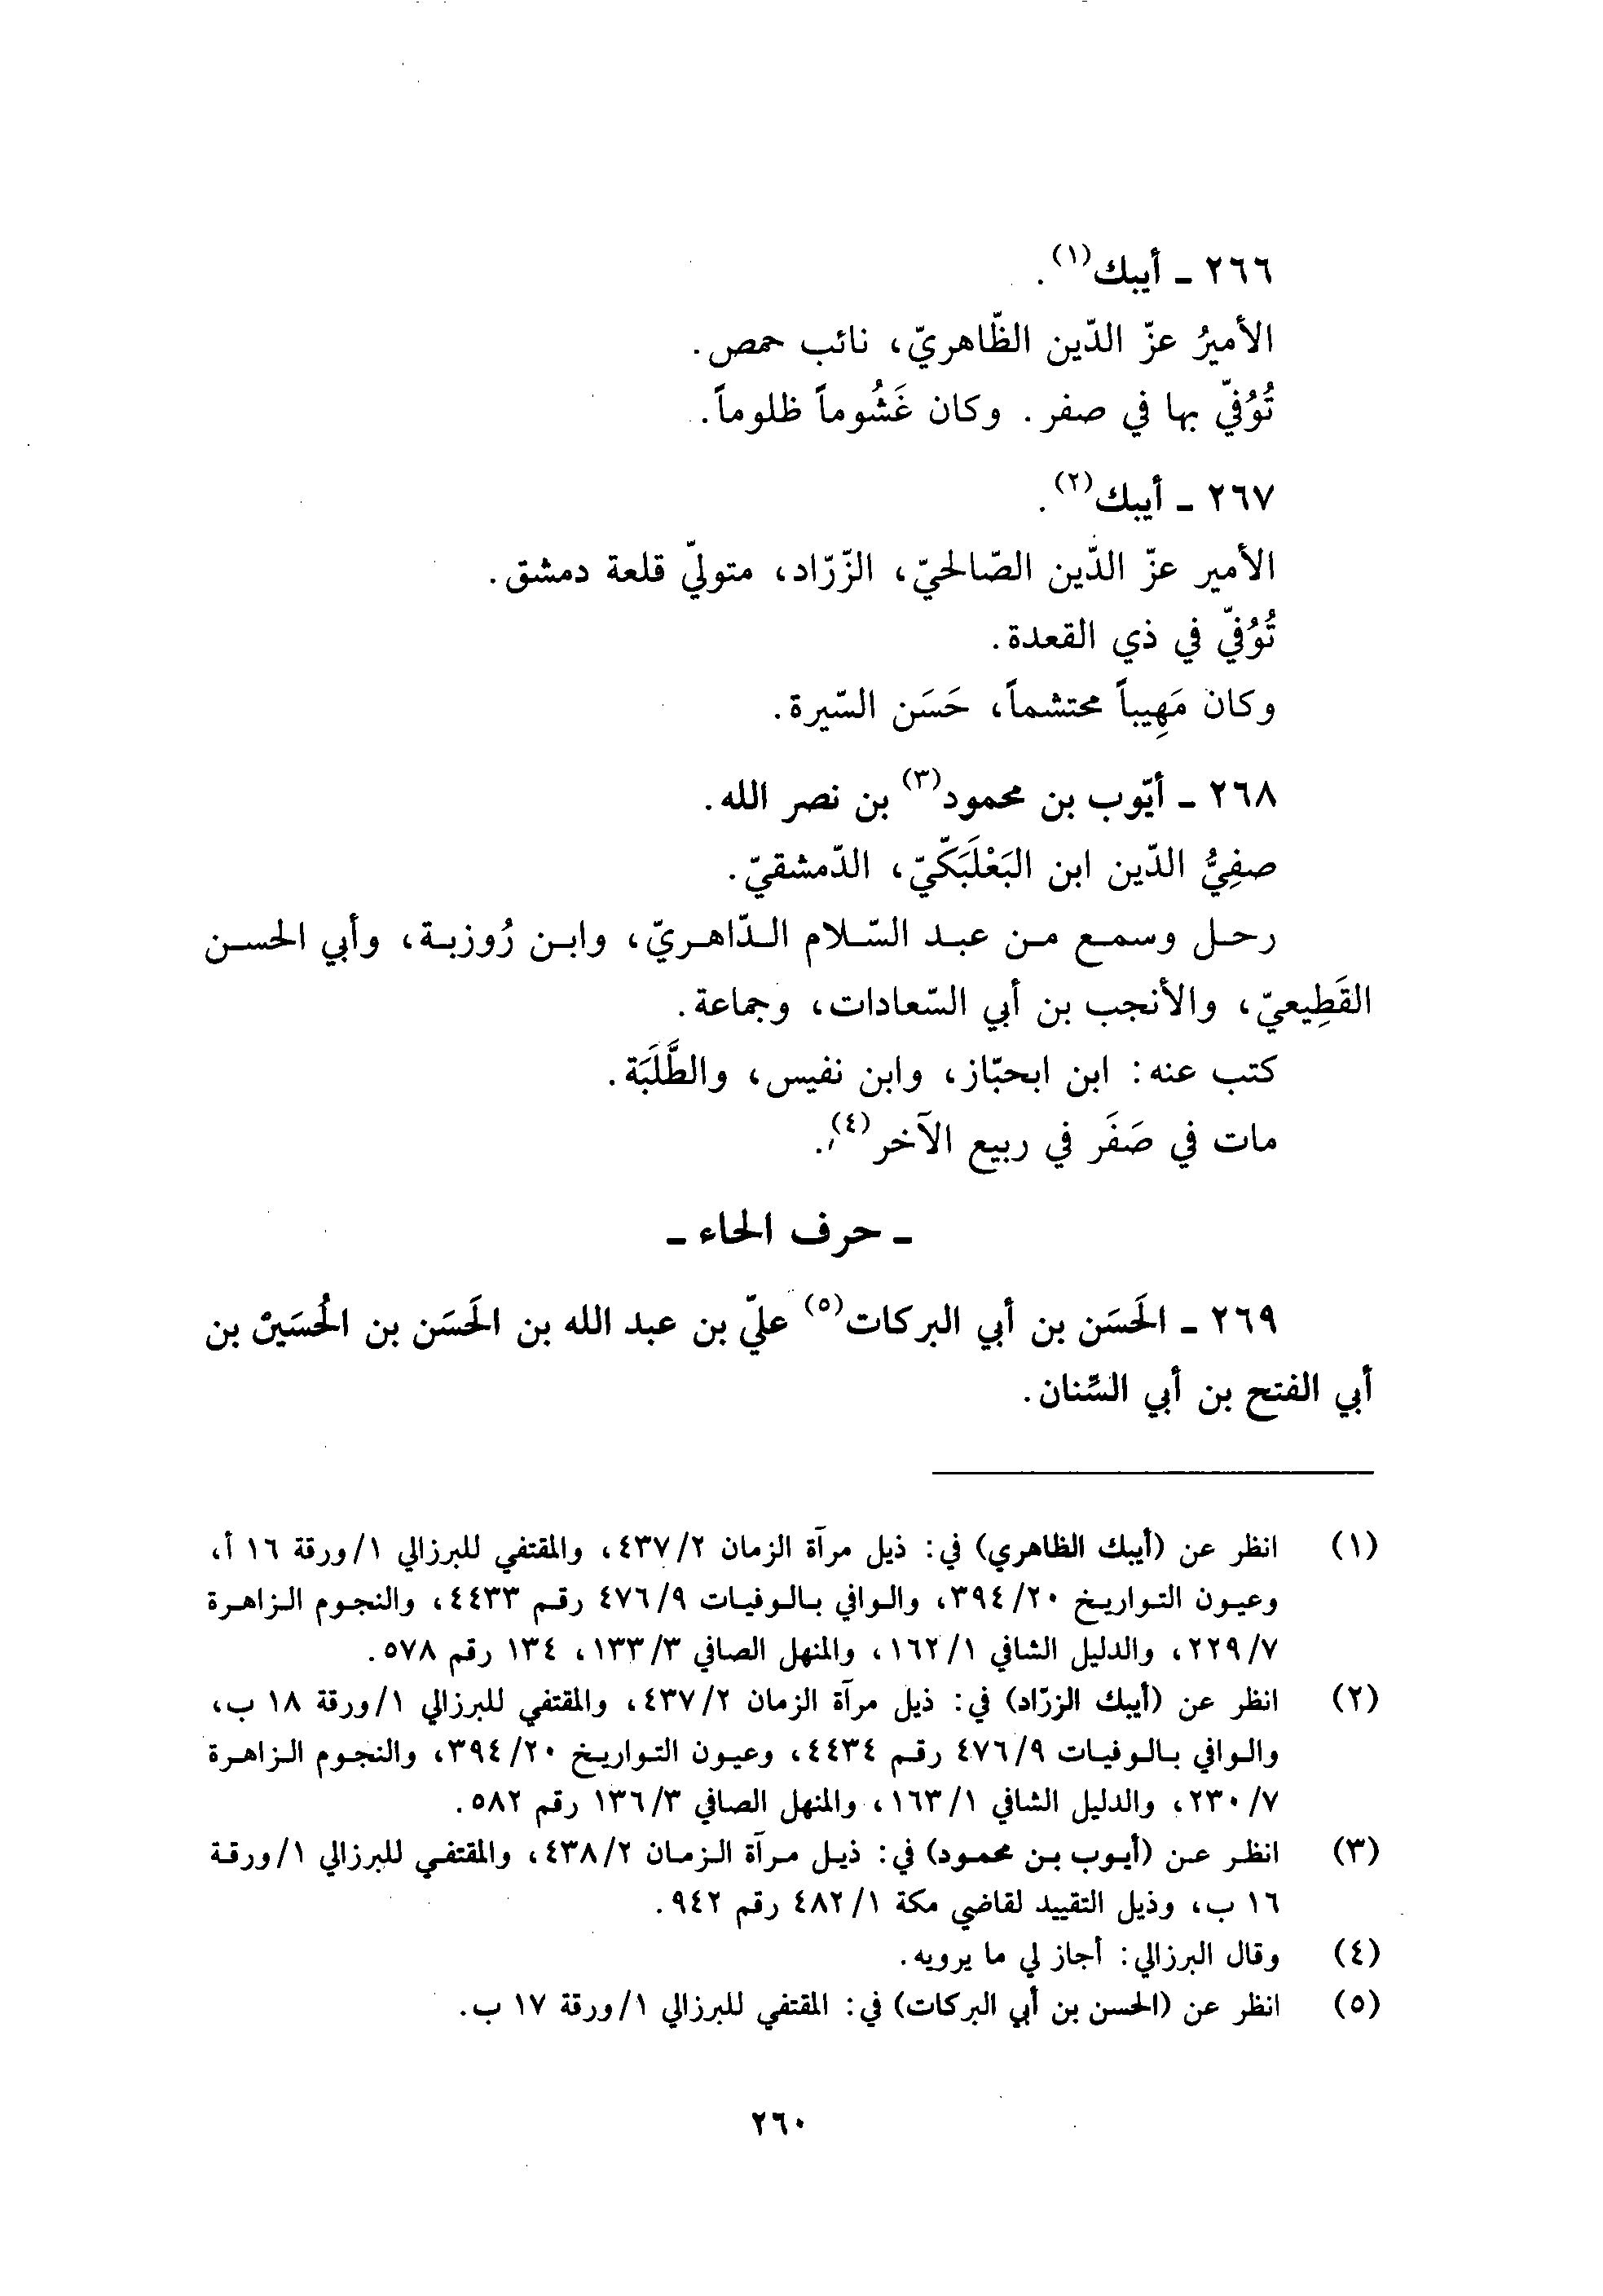 ٢٦٦ ـ أيبك(١).
الأميرُ عزّ الدّين الظّاهريّ، نائب حمص.
تُوُفّي بها في صفر. وكان غَشُوماً ظلوماً.
٢٦٧ ـ أيبك(٢).
الأمير عزّ الدّين الصّالحيّ، الزّرّاد، متوليّ قلعة دمشق.
تُوُفّي في ذي القعدة.
وكان مَهِيباً محتشماً، حَسَن السّيرة.
٢٦٨ ـ أيّوب بن محمود(٣) بن نصر الله.
صفِيُّ الدّين ابن البَعْلَبَكّيّ، الدّمشقيّ.
رحل وسمع من عبد السّلام الدّاهريّ، وابن رُوزبة، وأبي الحسن
القَطِيعيّ، والأنجب بن أبي السّعادات، وجماعة.
كتب عنه: ابن ابحبّاز، وابن نفيس، والطَّلَبَة.
مات في صَفَر في ربيع الآخر(٤).
ـ حرف الحاء ـ
٢٦٩ ـ الحَسَن بن أبي البركات(٥) عليّ بن عبد الله بن الحَسَن بن الحُسَيْن بن
أبي الفتح بن أبي السِّنان.
(١) انظر عن (أيبك الظاهري) في: ذيل مرآة الزمان ٤٣٧/٢، والمقتفي للبرزالي ١/ورقة ١٦ أ،
وعيون التواريخ ٣٩٤/٢٠، والوافي بالوفيات ٤٧٦/٩ رقم ٤٤٣٣، والنجوم الزاهرة
٢٢٩/٧، والدليل الشافي ١٦٢/١، والمنهل الصافي ١٣٣/٣، ١٣٤ رقم ٥٧٨.
(٢) انظر عن (أيبك الزرّاد) في: ذيل مرآة الزمان ٤٣٧/٢، والمقتفي للبرزالي ١/ورقة ١٨ ب،
والوافي بالوفيات ٤٧٦/٩ رقم ٤٤٣٤، وعيون التواريخ ٣٩٤/٢٠، والنجوم الزاهرة
٢٣٠/٧، والدليل الشافي ١٦٣/١، والمنهل الصافي ١٣٦/٣ رقم ٥٨٢.
(٣) انظر عن (أيوب بن محمود) في: ذيل مرآة الزمان ٤٣٨/٢، والمقتفي للبرزالي ١/ورقة
١٦ ب، وذيل التقييد لقاضي مكة ٤٨٢/١ رقم ٩٤٢.
(٤) وقال البرزالي: أجاز لي ما يرويه.
(٥) انظر عن (الحسن بن أبي البركات) في: المقتفي للبرزالي ١/ورقة ١٧ ب.
٢٦٠